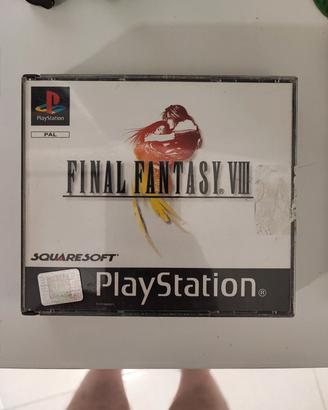 PlayStation
PAL
FINAL FANTASY® VIII
SQUARESOFT®
PlayStation®